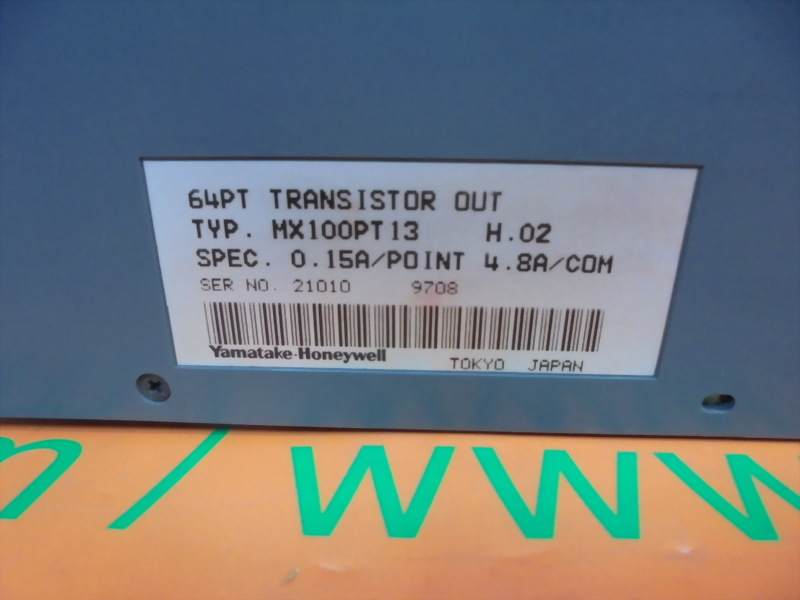 64PT TRANSISTOR OUT
TYP. MX100PT13 H.02
SPEC. 0.15A/POINT 4.8A/COM
SER NO. 21010 9708
Yamatake-Honeywell
TOKYO JAPAN
/ WWW